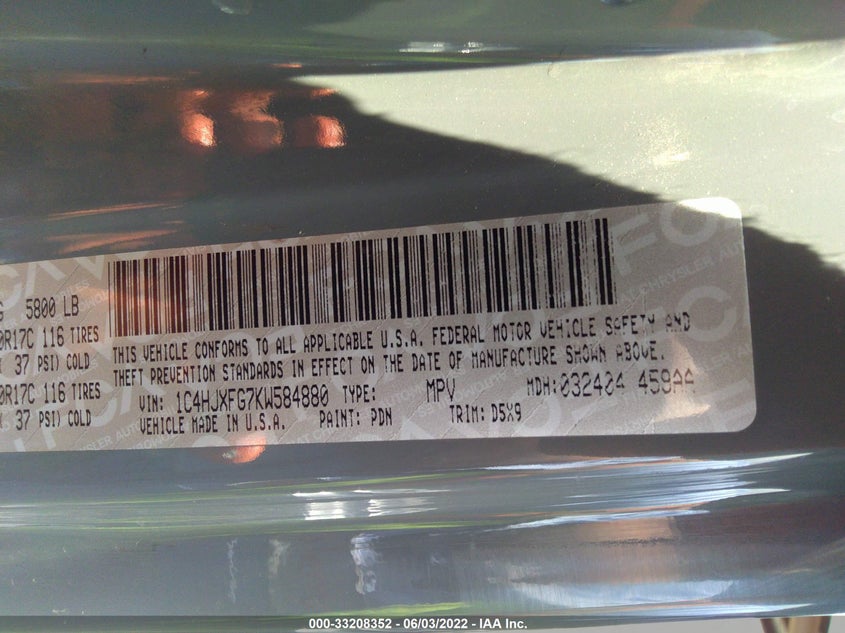 G 5800 LB
0R17C 116 TIRES
37 PSI) COLD
0R17C 116 TIRES
37 PSI) COLD
THIS VEHICLE CONFORMS TO ALL APPLICABLE U.S.A. FEDERAL MOTOR VEHICLE SAFETY AND
THEFT PREVENTION STANDARDS IN EFFECT ON THE DATE OF MANUFACTURE SHOWN ABOVE.
VIN: 1C4HJXFG7KW584880 TYPE: MPV MDH: 032404 459AA
VEHICLE MADE IN U.S.A. PAINT: PDN TRIM: D5X9
000-33208352 - 06/03/2022 - IAA Inc.